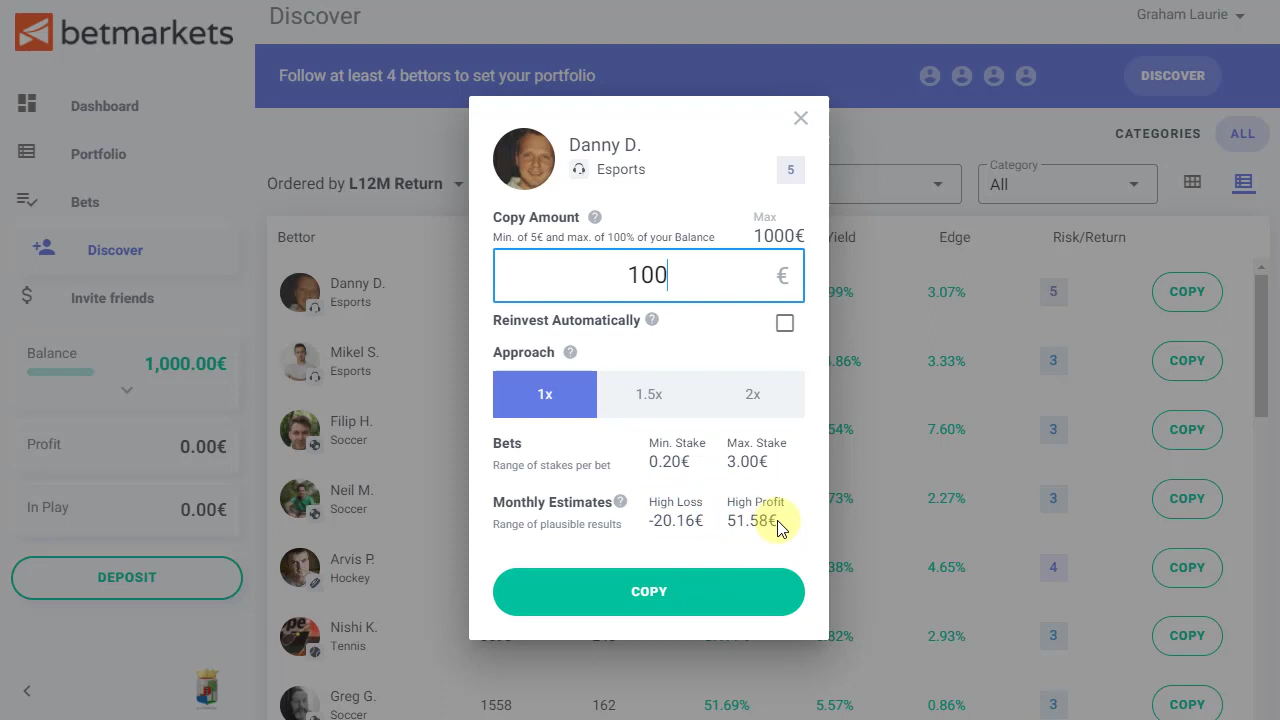 betmarkets
Discover
Graham Laurie
Follow at least 4 bettors to set your portfolio
DISCOVER
Dashboard
Portfolio
Bets
Discover
Invite friends
Balance
1,000.00€
Profit
0.00€
In Play
0.00€
DEPOSIT
CATEGORIES ALL
Ordered by L12M Return
Category
All
Bettor
Yield
Edge
Risk/Return
Danny D.
Esports
99%
3.07%
5
COPY
Mikel S.
Esports
.86%
3.33%
3
COPY
Filip H.
Soccer
54%
7.60%
3
COPY
Neil M.
Soccer
73%
2.27%
3
COPY
Arvis P.
Hockey
38%
4.65%
4
COPY
Nishi K.
Tennis
82%
2.93%
3
COPY
Greg G.
Soccer
1558
162
51.69%
5.57%
0.86%
3
COPY
Danny D.
Esports
5
Copy Amount ?
Max
Min. of 5€ and max. of 100% of your Balance
1000€
100 €
Reinvest Automatically ?
Approach ?
1x 1.5x 2x
Bets
Min. Stake
Max. Stake
Range of stakes per bet
0.20€
3.00€
Monthly Estimates ?
High Loss
High Profit
Range of plausible results
-20.16€
51.58€
COPY